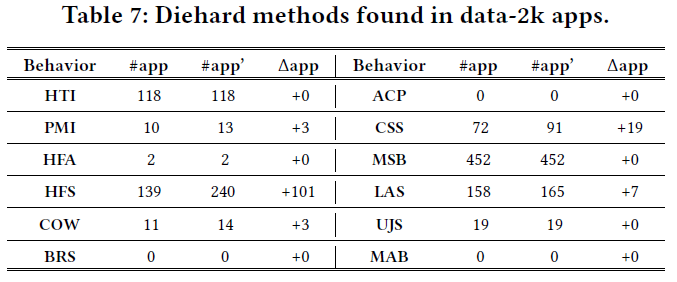 Table 7: Diehard methods found in data-2k apps.
Behavior #app #app’ Δapp Behavior #app #app’ Δapp
HTI 118 118 +0 ACP 0 0 +0
PMI 10 13 +3 CSS 72 91 +19
HFA 2 2 +0 MSB 452 452 +0
HFS 139 240 +101 LAS 158 165 +7
COW 11 14 +3 UJS 19 19 +0
BRS 0 0 +0 MAB 0 0 +0